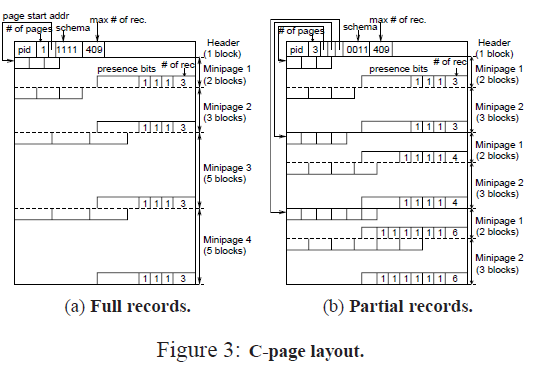 page start addr max # of rec.
# of pages schema
pid 1 1111 409 Header
(1 block)
# of rec
presence bits Minipage 1
1 1 1 3 (2 blocks)
Minipage 2
(3 blocks)
1 1 1 3
Minipage 3
(5 blocks)
1 1 1 3
Minipage 4
(5 blocks)
1 1 1 3
(a) Full records.
max # of rec.
# of pages schema
pid 3 0011 409 Header
(1 block)
# of rec
presence bits Minipage 1
1 1 1 3 (2 blocks)
Minipage 2
(3 blocks)
1 1 1 3
Minipage 1
1 1 1 1 4 (2 blocks)
Minipage 2
(3 blocks)
1 1 1 1 4
Minipage 1
1 1 1 1 1 1 6 (2 blocks)
Minipage 2
(3 blocks)
1 1 1 1 1 1 6
(b) Partial records.
Figure 3: C-page layout.